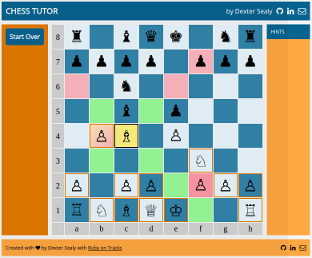 CHESS TUTOR
by Dexter Sealy
Start Over
HINTS
8
7
6
5
4
3
2
1
a b c d e f g h
Created with ♥ by Dexter Sealy with Ruby on Tracks